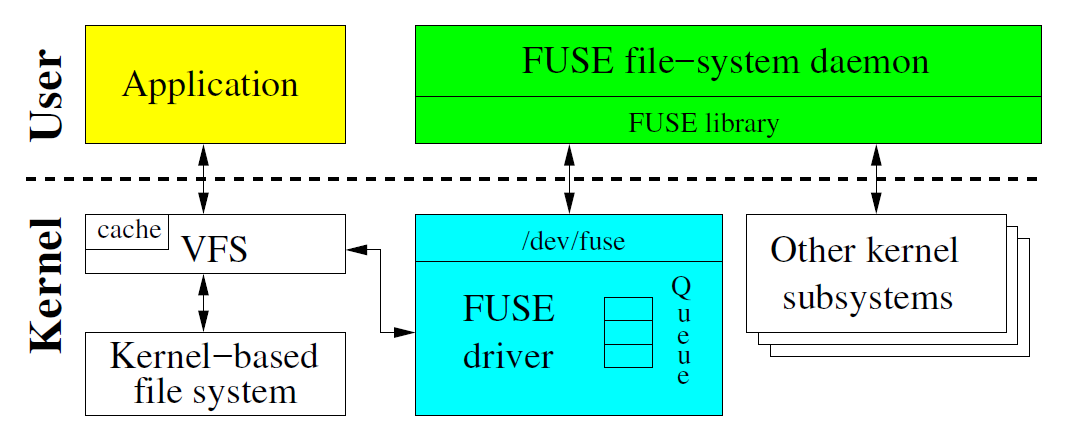 User
Application
FUSE file−system daemon
FUSE library
Kernel
cache
VFS
Kernel−based
file system
/dev/fuse
FUSE
driver
Queue
Other kernel
subsystems